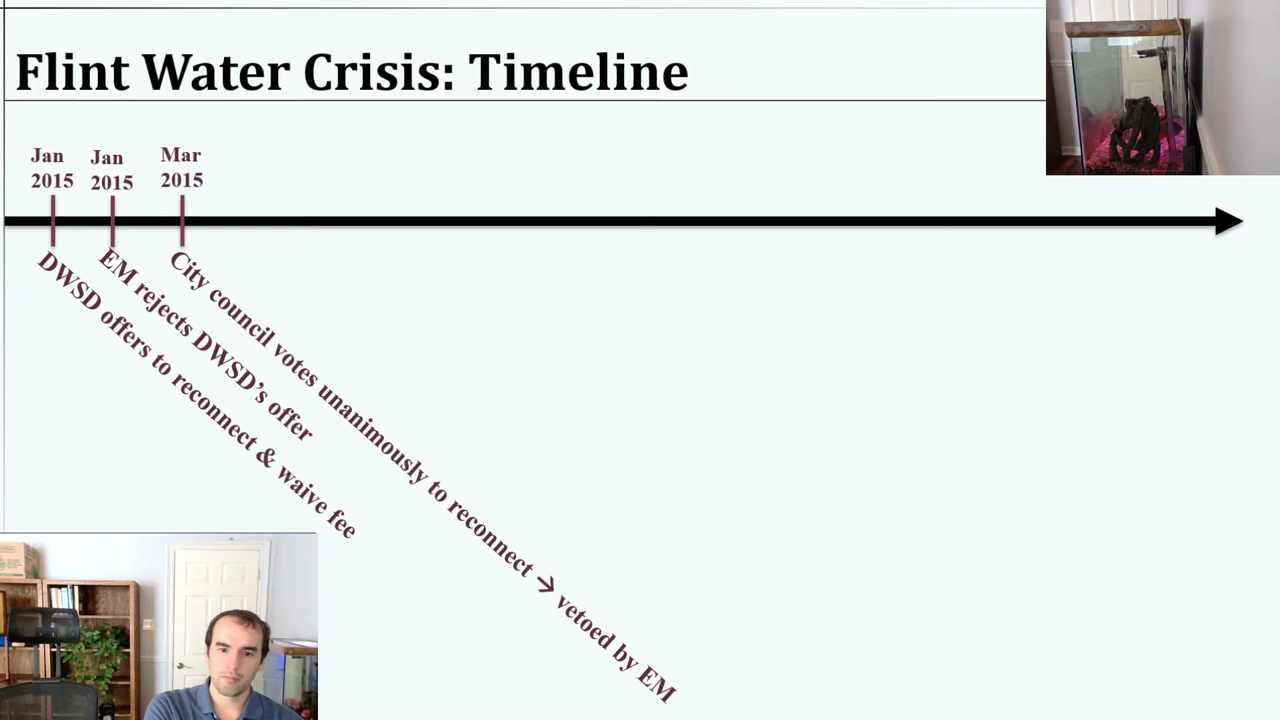 Flint Water Crisis: Timeline
Jan
2015
Jan
2015
Mar
2015
DWSD offers to reconnect & waive fee
EM rejects DWSD's offer
City council votes unanimously to reconnect → vetoed by EM